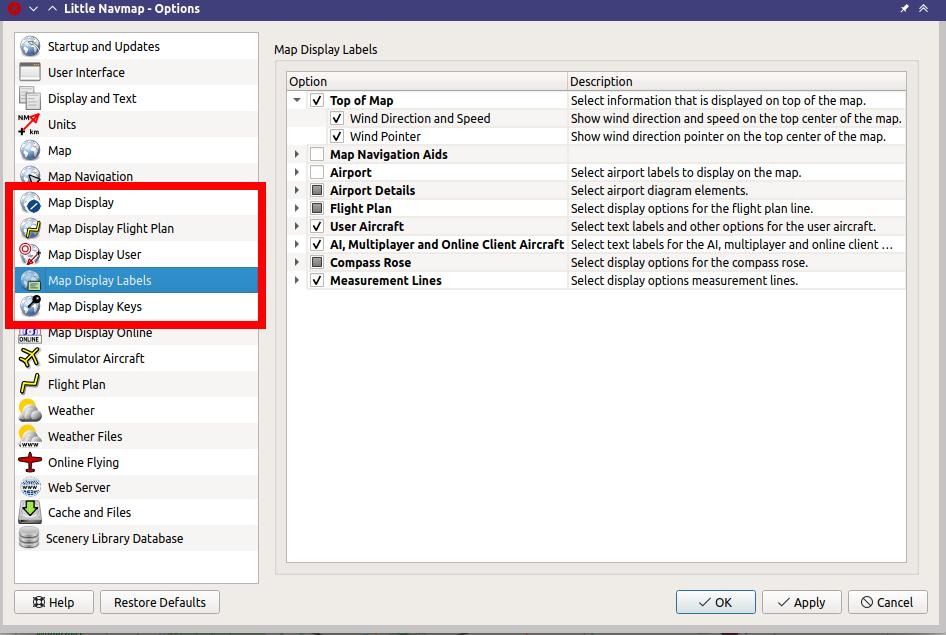 Little Navmap - Options
Startup and Updates
User Interface
Display and Text
NM
km
Units
Map
Map Navigation
Map Display
Map Display Flight Plan
Map Display User
Map Display Labels
Map Display Keys
ONLINE
Map Display Online
Simulator Aircraft
Flight Plan
Weather
www
Weather Files
Online Flying
www
Web Server
Cache and Files
Scenery Library Database
Map Display Labels
Option Description
Top of Map Select information that is displayed on top of the map.
Wind Direction and Speed Show wind direction and speed on the top center of the map.
Wind Pointer Show wind direction pointer on the top center of the map.
Map Navigation Aids
Airport Select airport labels to display on the map.
Airport Details Select airport diagram elements.
Flight Plan Select display options for the flight plan line.
User Aircraft Select text labels and other options for the user aircraft.
AI, Multiplayer and Online Client Aircraft Select text labels for the AI, multiplayer and online client ...
Compass Rose Select display options for the compass rose.
Measurement Lines Select display options measurement lines.
Help Restore Defaults OK Apply Cancel